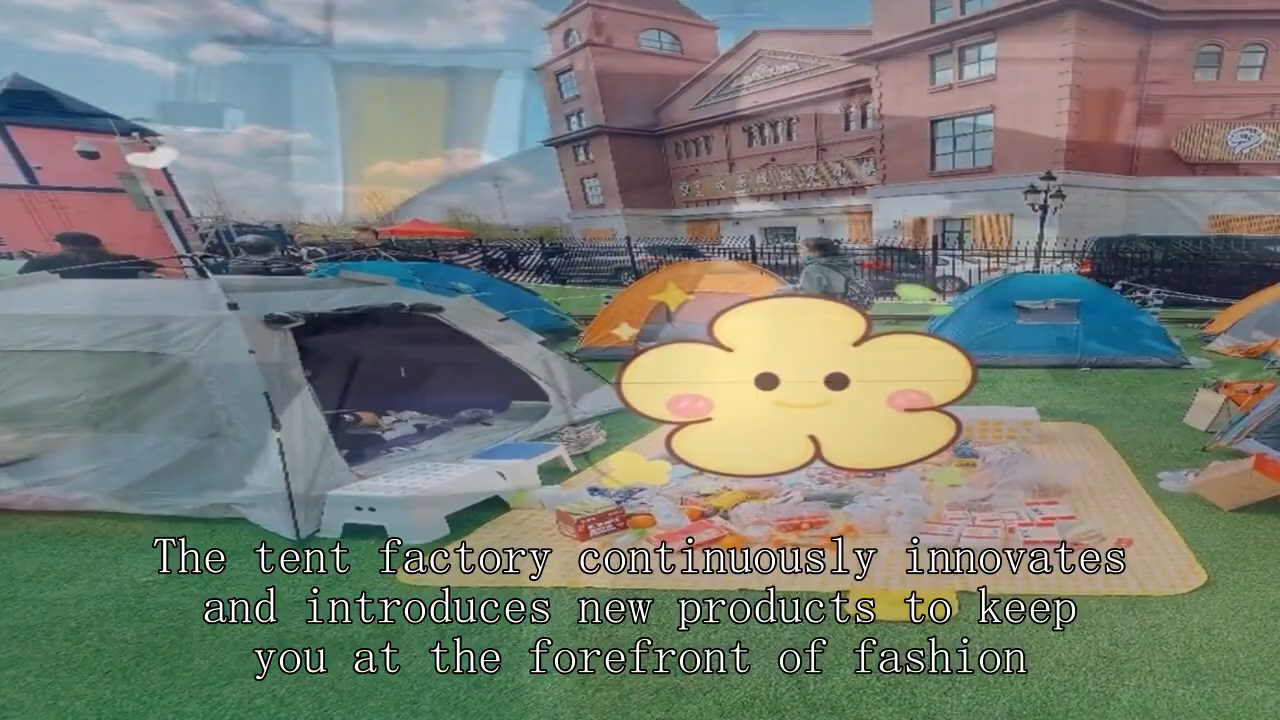 The tent factory continuously innovates
and introduces new products to keep
you at the forefront of fashion